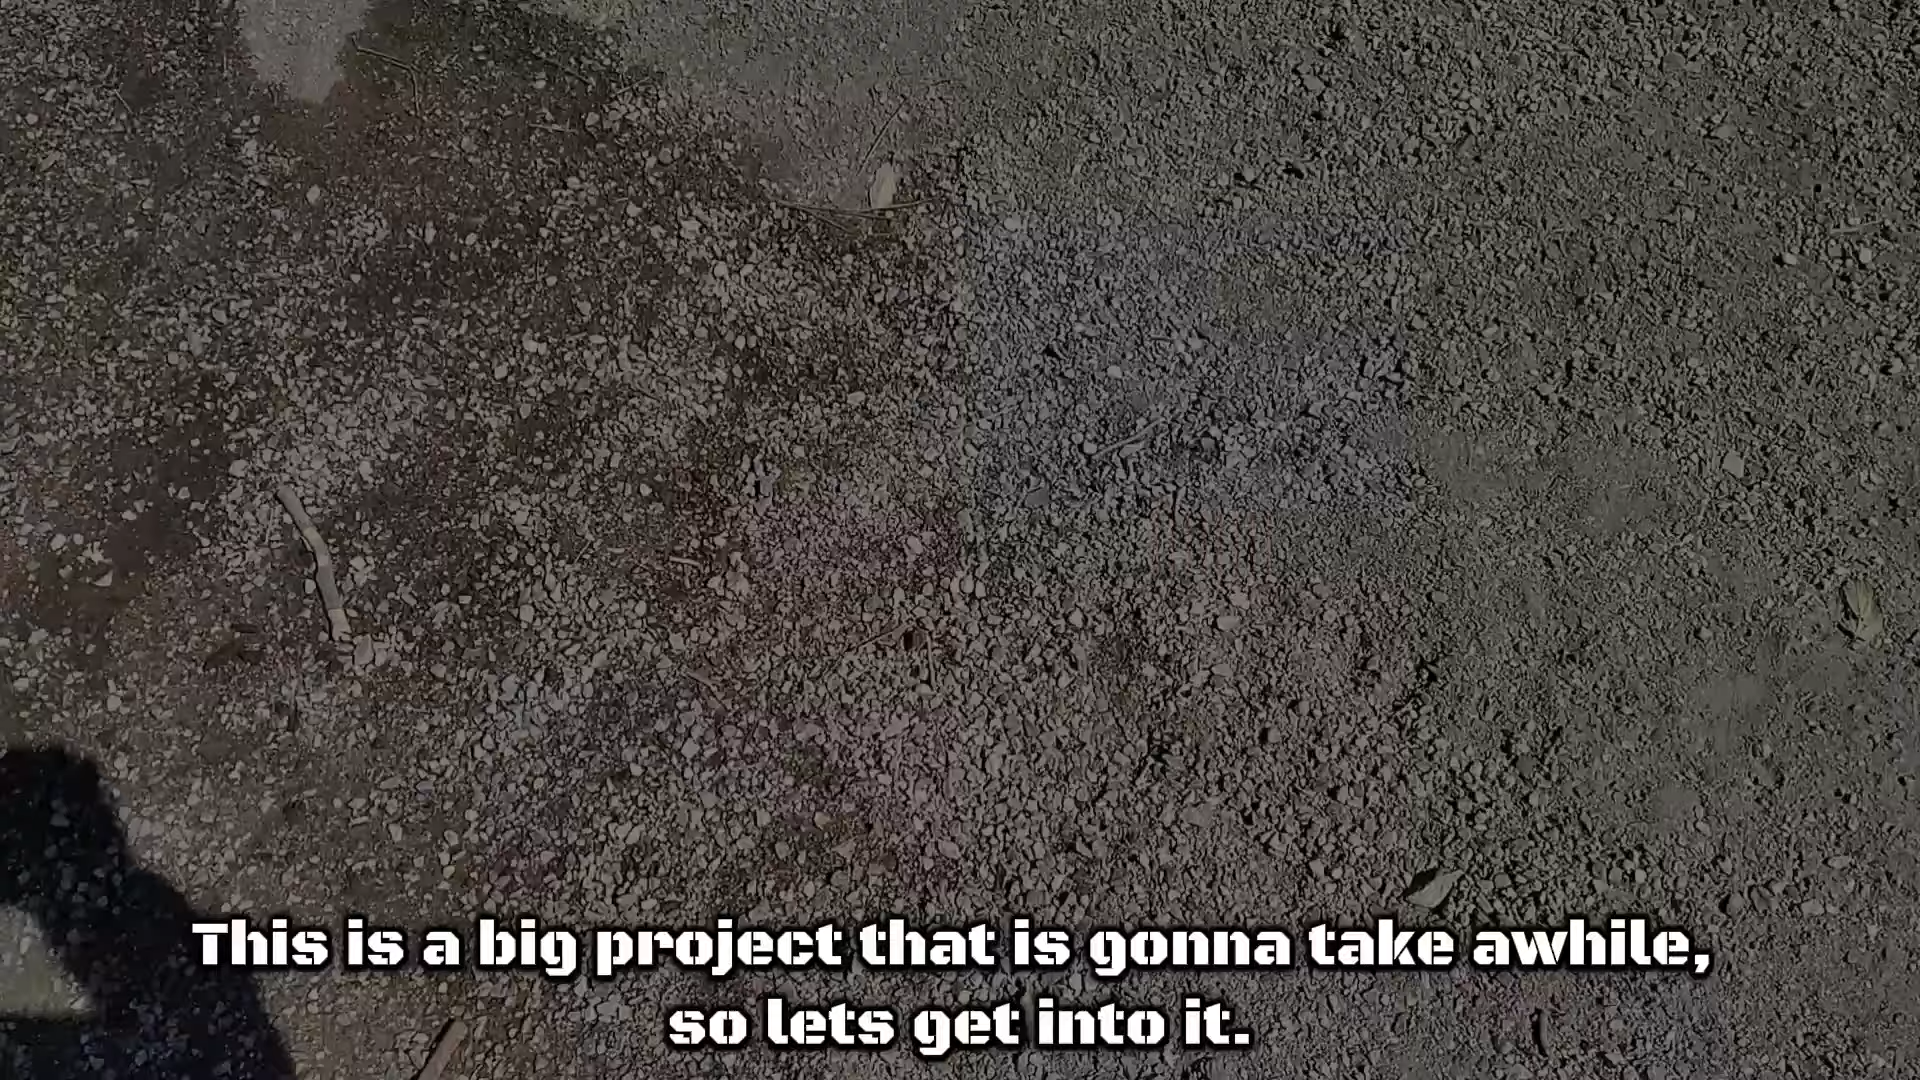 This is a big project that is gonna take awhile,
so lets get into it.